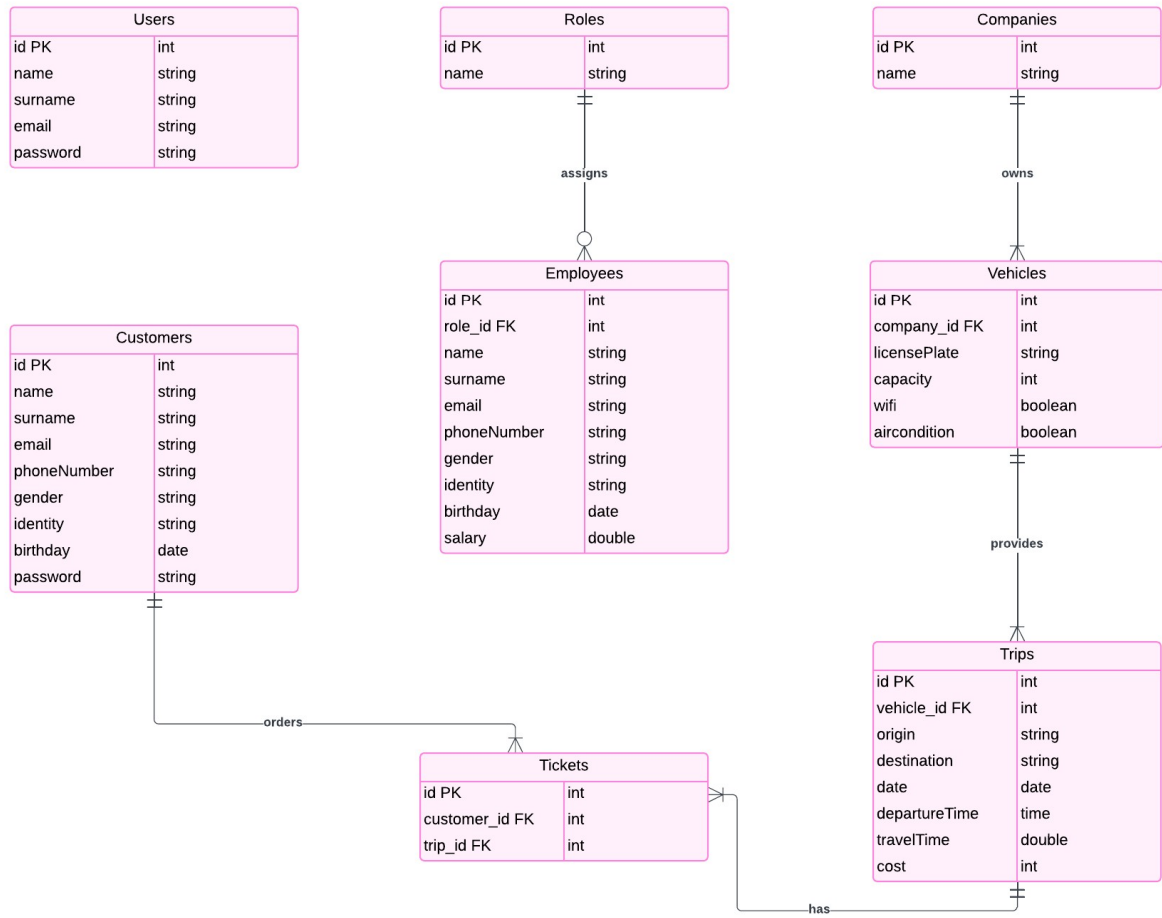 Users
id PK int
name string
surname string
email string
password string
Roles
id PK int
name string
Companies
id PK int
name string
assigns
owns
Employees
id PK int
role_id FK int
name string
surname string
email string
phoneNumber string
gender string
identity string
birthday date
salary double
Vehicles
id PK int
company_id FK int
licensePlate string
capacity int
wifi boolean
aircondition boolean
Customers
id PK int
name string
surname string
email string
phoneNumber string
gender string
identity string
birthday date
password string
provides
orders
Trips
id PK int
vehicle_id FK int
origin string
destination string
date date
departureTime time
travelTime double
cost int
Tickets
id PK int
customer_id FK int
trip_id FK int
has